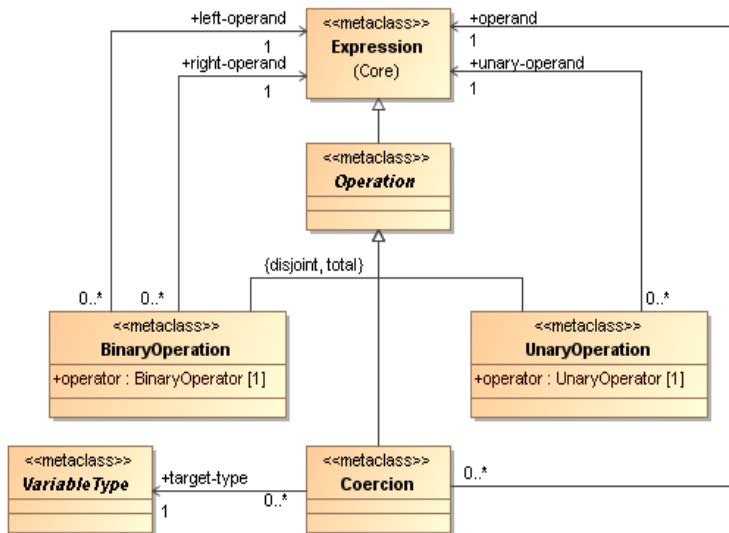 +left-operand
1
+right-operand
1
<<metaclass>>
Expression
(Core)
+operand
1
+unary-operand
1
<<metaclass>>
Operation
{disjoint, total}
0..*
0..*
0..*
<<metaclass>>
BinaryOperation
+operator : BinaryOperator [1]
<<metaclass>>
UnaryOperation
+operator : UnaryOperator [1]
<<metaclass>>
VariableType
+target-type
1
0..*
<<metaclass>>
Coercion
0..*